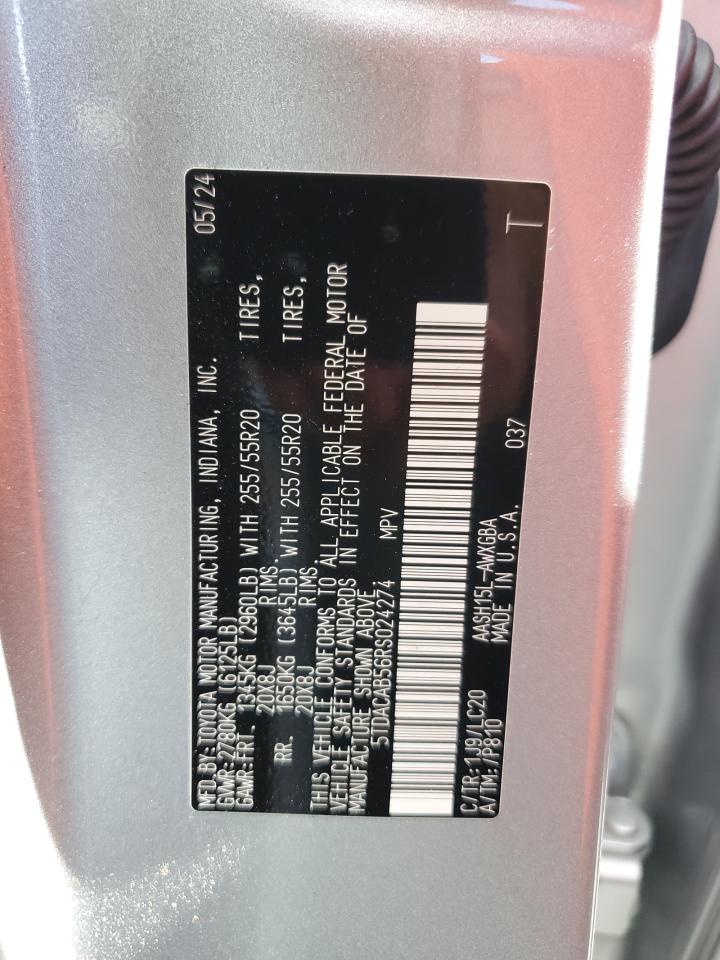 MFD BY:TOYOTA MOTOR MANUFACTURING, INDIANA, INC. 05/24
GVWR:2780KG (6125LB)
GAWR:FRT. 1345KG (2960LB) WITH 255/55R20 TIRES,
20X8J RIMS
RR. 1650KG (3645LB) WITH 255/55R20 TIRES,
20X8J RIMS.
THIS VEHICLE CONFORMS TO ALL APPLICABLE FEDERAL MOTOR
VEHICLE SAFETY STANDARDS IN EFFECT ON THE DATE OF
MANUFACTURE SHOWN ABOVE.
5TDACAB56RS024274 MPV
C/TR:1J9/LC20 AASH15L-AWXGBA
A/TM: /P810 MADE IN U.S.A. 037 T